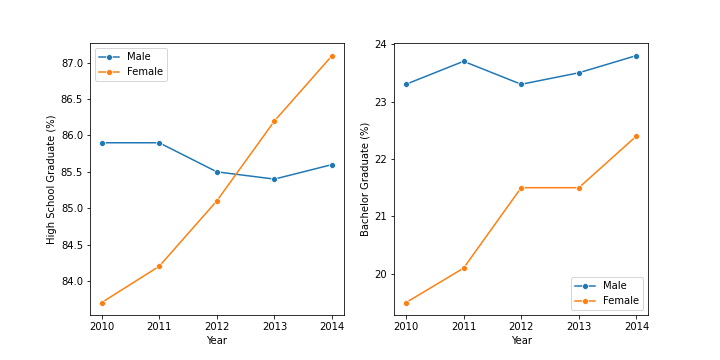 Male
Female
87.0
86.5
86.0
85.5
85.0
84.5
84.0
High School Graduate (%)
2010 2011 2012 2013 2014
Year
24
23
22
21
20
Bachelor Graduate (%)
Male
Female
2010 2011 2012 2013 2014
Year